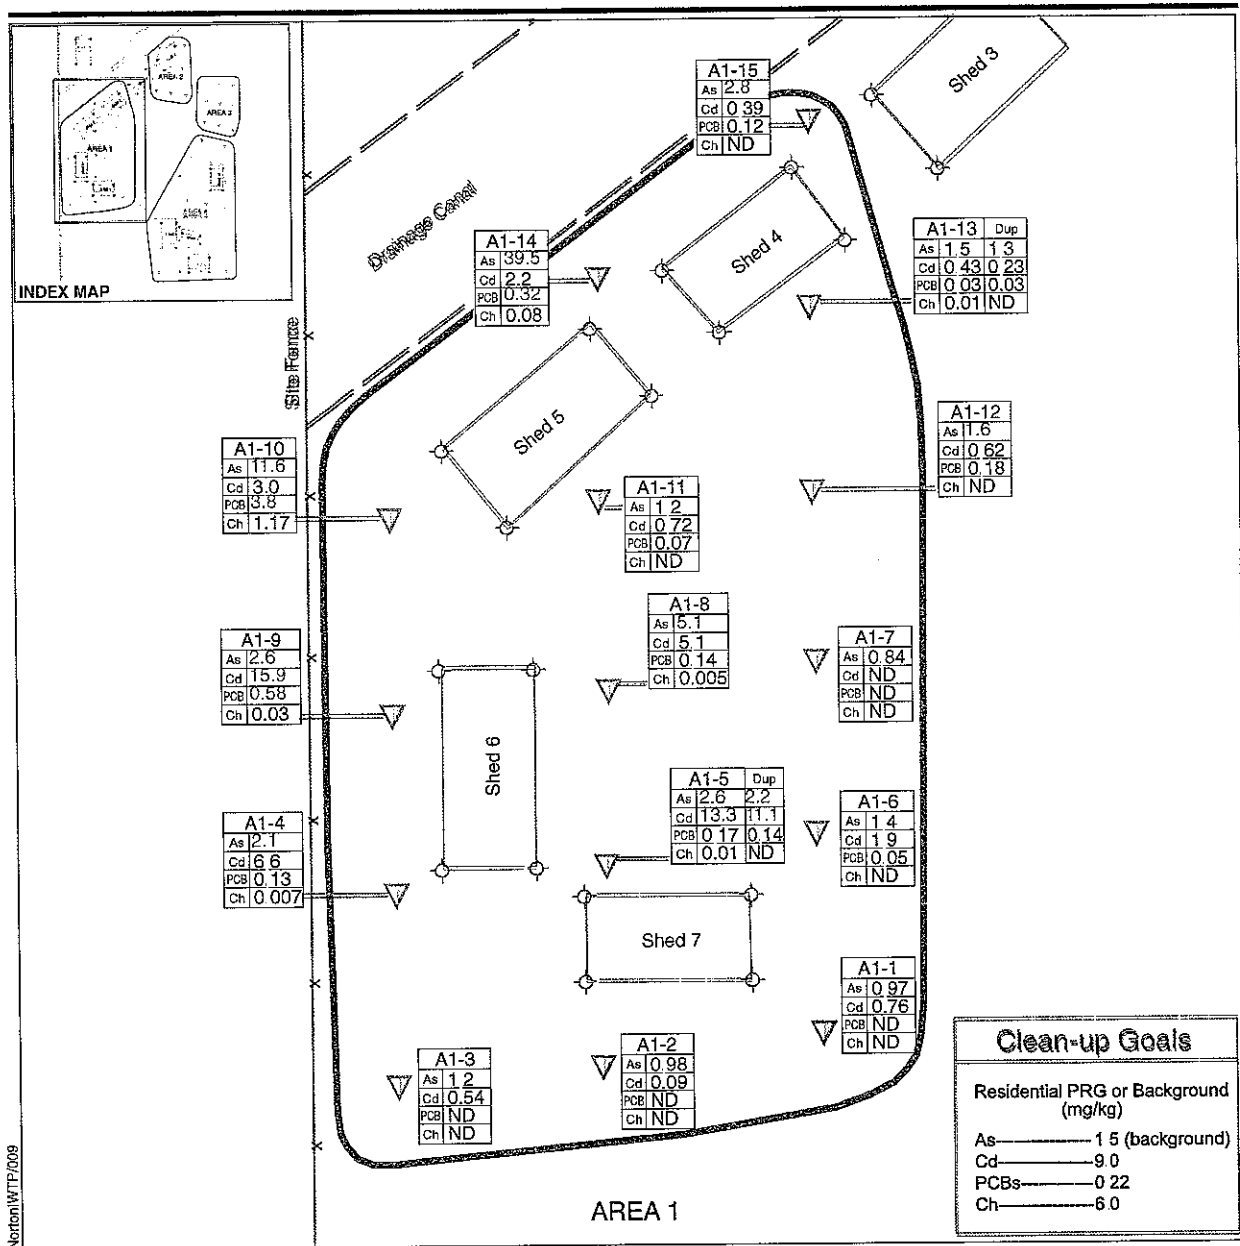 AREA 2
AREA 3
AREA 1
INDEX MAP
Shed 3
A1-15
As 2.8
Cd 0 39
PCB 0.12
Ch ND
Drainage Canal
A1-14
As 39.5
Cd 2.2
PCB 0.32
Ch 0.08
Shed 4
A1-13 Dup
As 1.5 1 3
Cd 0 43 0 23
PCB 0 03 0.03
Ch 0.01 ND
Site Fence
Shed 5
A1-12
As 1.6
Cd 0 62
PCB 0.18
Ch ND
A1-10
As 11.6
Cd 3.0
PCB 3.8
Ch 1.17
A1-11
As 1 2
Cd 0 72
PCB 0.07
Ch ND
A1-8
As 5.1
Cd 5.1
PCB 0.14
Ch 0.005
A1-7
As 0.84
Cd ND
PCB ND
Ch ND
A1-9
As 2.6
Cd 15.9
PCB 0.58
Ch 0.03
Shed 6
A1-5 Dup
As 2.6 2.2
Cd 13.3 11.1
PCB 0 17 0.14
Ch 0.01 ND
A1-6
As 1 4
Cd 1 9
PCB 0.05
Ch ND
A1-4
As 2.1
Cd 6 6
PCB 0.13
Ch 0.007
Shed 7
A1-1
As 0 97
Cd 0.76
PCB ND
Ch ND
A1-2
As 0.98
Cd 0.09
PCB ND
Ch ND
A1-3
As 1 2
Cd 0.54
PCB ND
Ch ND
Clean-up Goals
Residential PRG or Background
(mg/kg)
As 1 5 (background)
Cd 9.0
PCBs 0 22
Ch 6.0
AREA 1
Norton\WTP/009